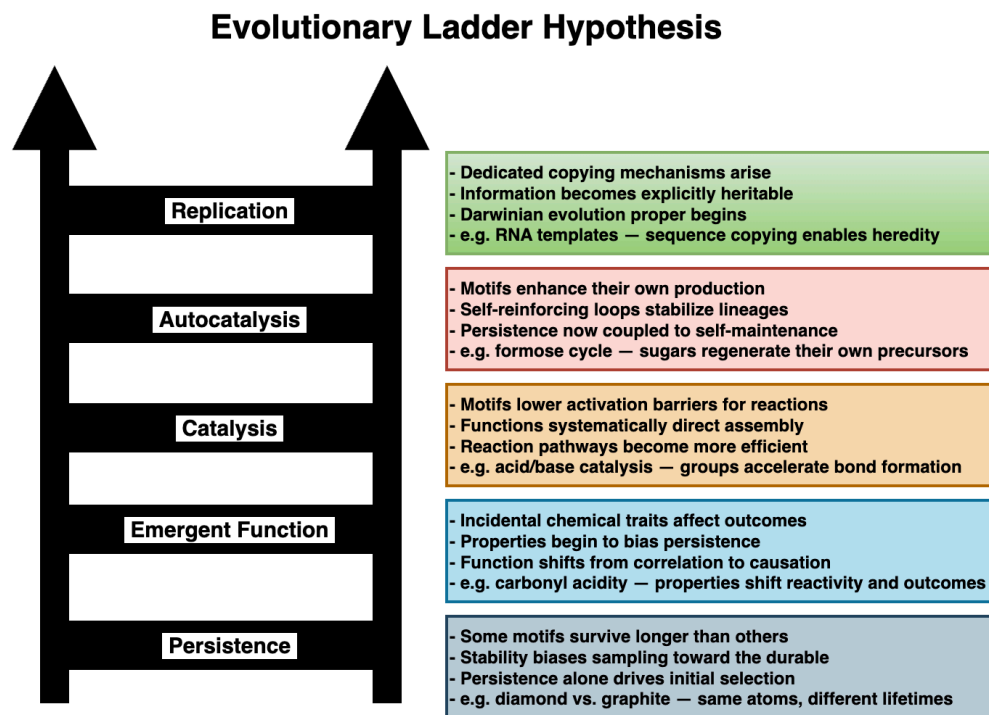 Evolutionary Ladder Hypothesis
Replication
- Dedicated copying mechanisms arise
- Information becomes explicitly heritable
- Darwinian evolution proper begins
- e.g. RNA templates — sequence copying enables heredity
Autocatalysis
- Motifs enhance their own production
- Self-reinforcing loops stabilize lineages
- Persistence now coupled to self-maintenance
- e.g. formose cycle — sugars regenerate their own precursors
Catalysis
- Motifs lower activation barriers for reactions
- Functions systematically direct assembly
- Reaction pathways become more efficient
- e.g. acid/base catalysis — groups accelerate bond formation
Emergent Function
- Incidental chemical traits affect outcomes
- Properties begin to bias persistence
- Function shifts from correlation to causation
- e.g. carbonyl acidity — properties shift reactivity and outcomes
Persistence
- Some motifs survive longer than others
- Stability biases sampling toward the durable
- Persistence alone drives initial selection
- e.g. diamond vs. graphite — same atoms, different lifetimes